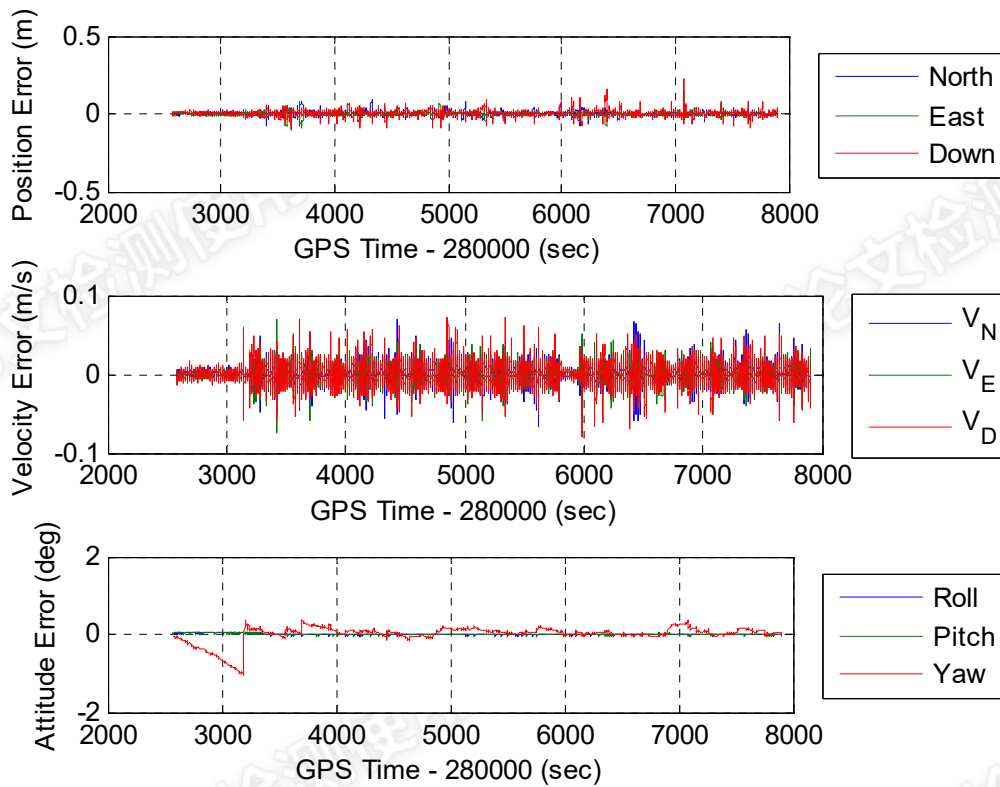 Position Error (m)
0.5
0
-0.5
2000 3000 4000 5000 6000 7000 8000
GPS Time - 280000 (sec)
North
East
Down
Velocity Error (m/s)
0.1
0
-0.1
2000 3000 4000 5000 6000 7000 8000
GPS Time - 280000 (sec)
V_N
V_E
V_D
Attitude Error (deg)
2
0
-2
2000 3000 4000 5000 6000 7000 8000
GPS Time - 280000 (sec)
Roll
Pitch
Yaw